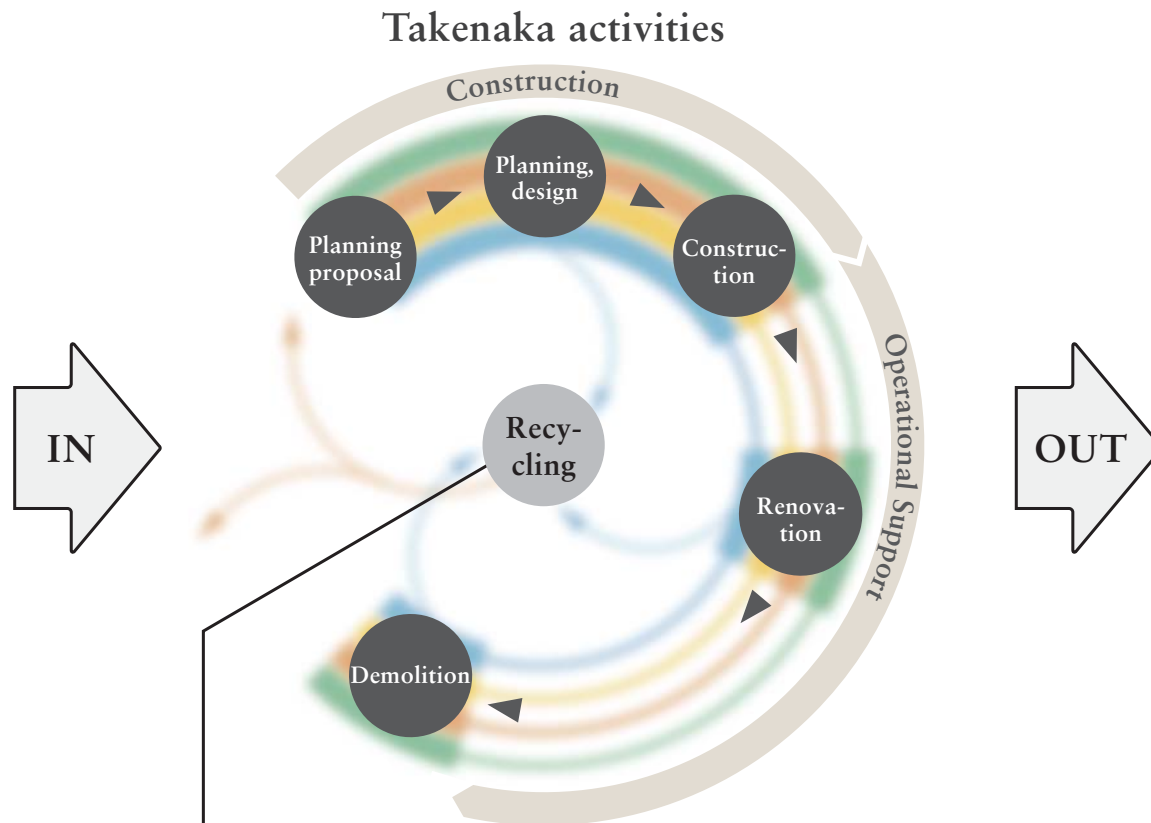 Takenaka activities
Construction
Planning,
design
Planning
proposal
Construc-
tion
Operational Support
IN
Recy-
cling
OUT
Renova-
tion
Demolition